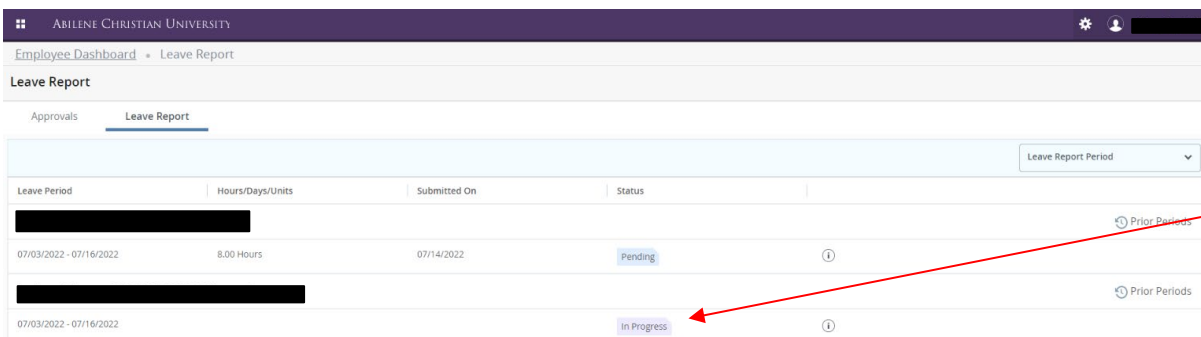 ABILENE CHRISTIAN UNIVERSITY
Employee Dashboard • Leave Report
Leave Report
Approvals Leave Report
Leave Report Period
Leave Period Hours/Days/Units Submitted On Status
Prior Periods
07/03/2022 - 07/16/2022 8.00 Hours 07/14/2022 Pending
Prior Periods
07/03/2022 - 07/16/2022 In Progress